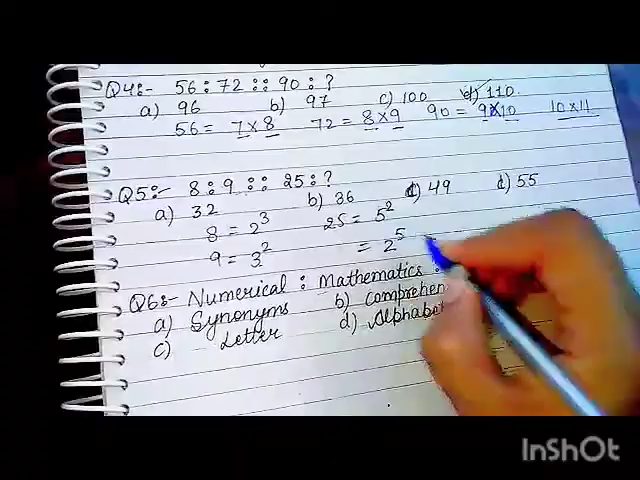 Q4:- 56 : 72 :: 90 : ?
a) 96 b) 97 c) 100 d) 110.
56 = 7 × 8 72 = 8 × 9 90 = 9 × 10 10 × 11
Q5:- 8 : 9 :: 25 : ?
a) 32 b) 36 c) 49 d) 55
8 = 2³ 25 = 5²
9 = 3² = 2⁵
Q6:- Numerical : Mathematics :
a) Synonyms b) Comprehen
c) Letter d) Alphabet
InShOt